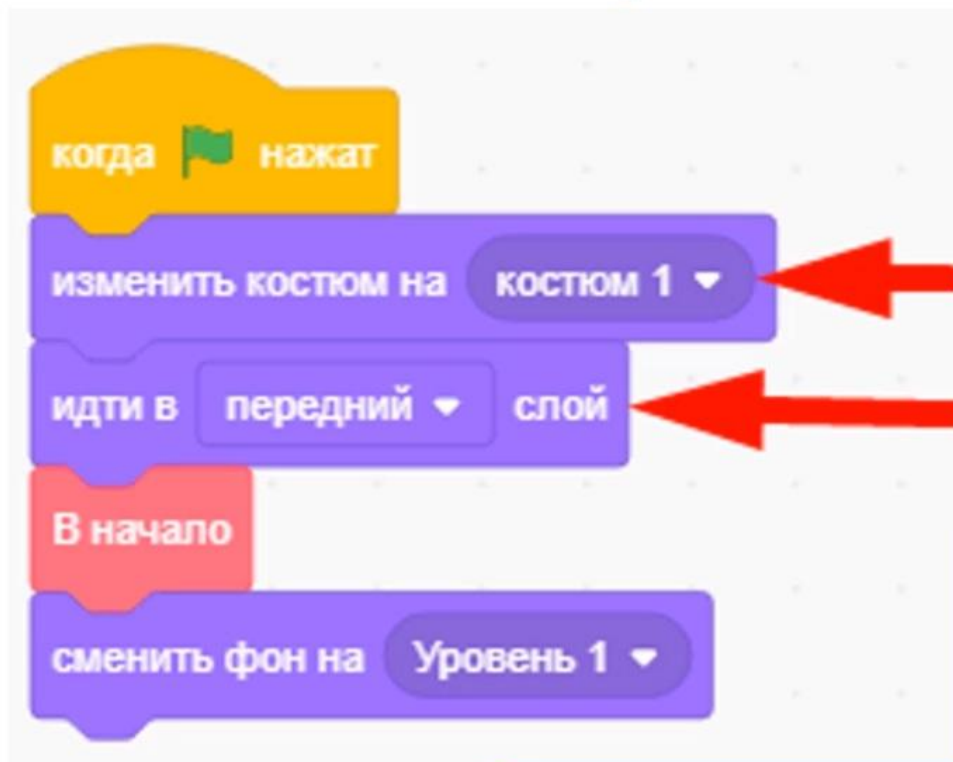 когда нажат
изменить костюм на костюм 1
идти в передний слой
В начало
сменить фон на Уровень 1